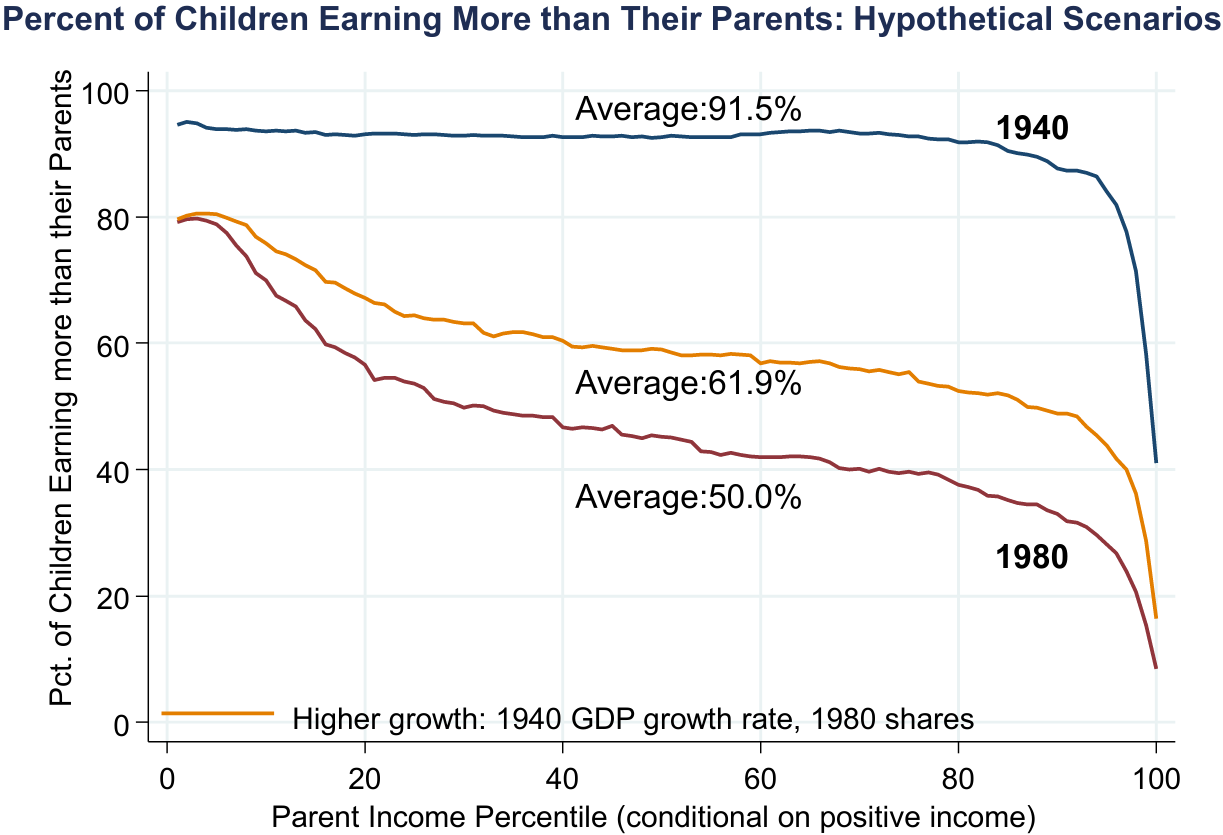 Percent of Children Earning More than Their Parents: Hypothetical Scenarios
Pct. of Children Earning more than their Parents
100
80
60
40
20
0
Average:91.5%
1940
Average:61.9%
Average:50.0%
1980
Higher growth: 1940 GDP growth rate, 1980 shares
0 20 40 60 80 100
Parent Income Percentile (conditional on positive income)